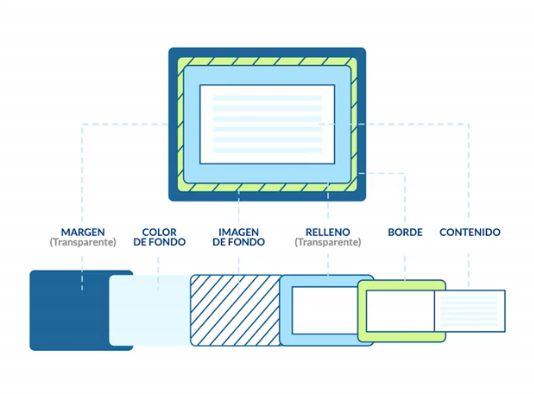 MARGEN
(Transparente)
COLOR
DE FONDO
IMAGEN
DE FONDO
RELLENO
(Transparente)
BORDE
CONTENIDO